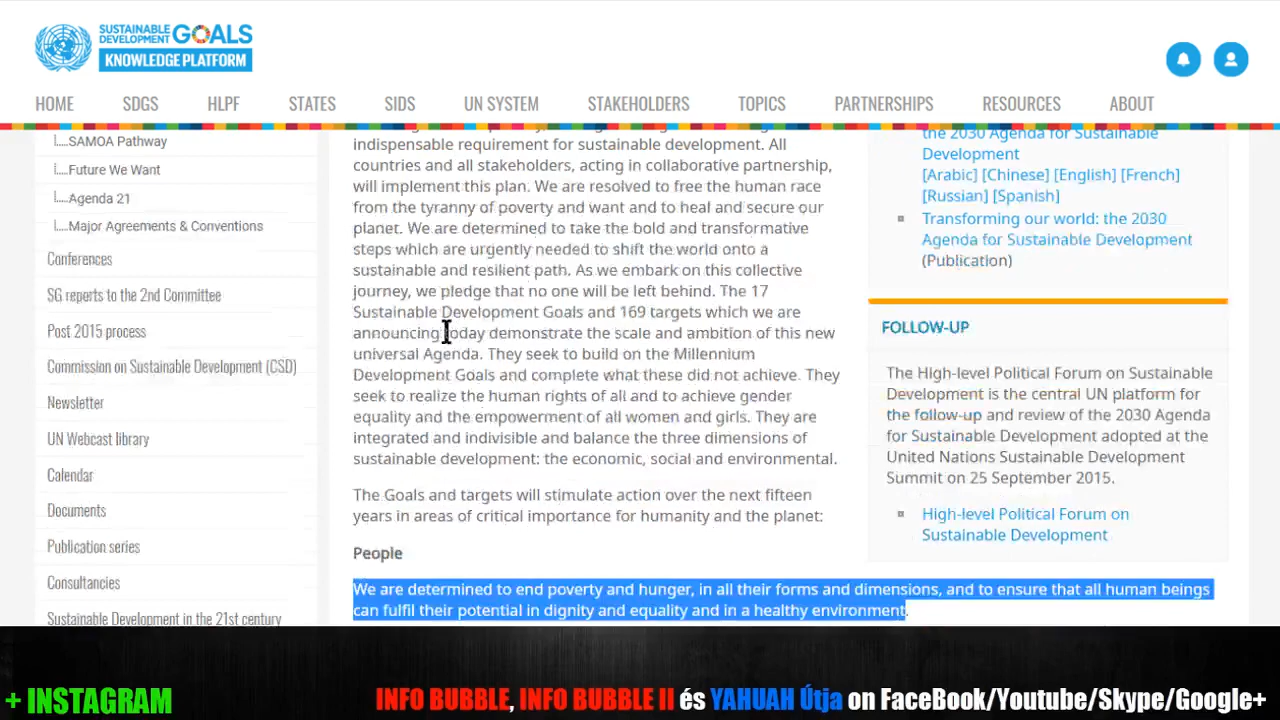 SUSTAINABLE
DEVELOPMENT GOALS
KNOWLEDGE PLATFORM
HOME SDGS HLPF STATES SIDS UN SYSTEM STAKEHOLDERS TOPICS PARTNERSHIPS RESOURCES ABOUT
SAMOA Pathway
Future We Want
Agenda 21
Major Agreements & Conventions
Conferences
SG reports to the 2nd Committee
Post 2015 process
Commission on Sustainable Development (CSD)
Newsletter
UN Webcast library
Calendar
Documents
Publication series
Consultancies
Sustainable Development in the 21st century
indispensable requirement for sustainable development. All
countries and all stakeholders, acting in collaborative partnership,
will implement this plan. We are resolved to free the human race
from the tyranny of poverty and want and to heal and secure our
planet. We are determined to take the bold and transformative
steps which are urgently needed to shift the world onto a
sustainable and resilient path. As we embark on this collective
journey, we pledge that no one will be left behind. The 17
Sustainable Development Goals and 169 targets which we are
announcing today demonstrate the scale and ambition of this new
universal Agenda. They seek to build on the Millennium
Development Goals and complete what these did not achieve. They
seek to realize the human rights of all and to achieve gender
equality and the empowerment of all women and girls. They are
integrated and indivisible and balance the three dimensions of
sustainable development: the economic, social and environmental.
The Goals and targets will stimulate action over the next fifteen
years in areas of critical importance for humanity and the planet:
People
We are determined to end poverty and hunger, in all their forms and dimensions, and to ensure that all human beings
can fulfil their potential in dignity and equality and in a healthy environment.
the 2030 Agenda for Sustainable
Development
[Arabic] [Chinese] [English] [French]
[Russian] [Spanish]
Transforming our world: the 2030
Agenda for Sustainable Development
(Publication)
FOLLOW-UP
The High-level Political Forum on Sustainable
Development is the central UN platform for
the follow-up and review of the 2030 Agenda
for Sustainable Development adopted at the
United Nations Sustainable Development
Summit on 25 September 2015.
High-level Political Forum on
Sustainable Development
+ INSTAGRAM
INFO BUBBLE, INFO BUBBLE II és YAHUAH Útja on FaceBook/Youtube/Skype/Google+